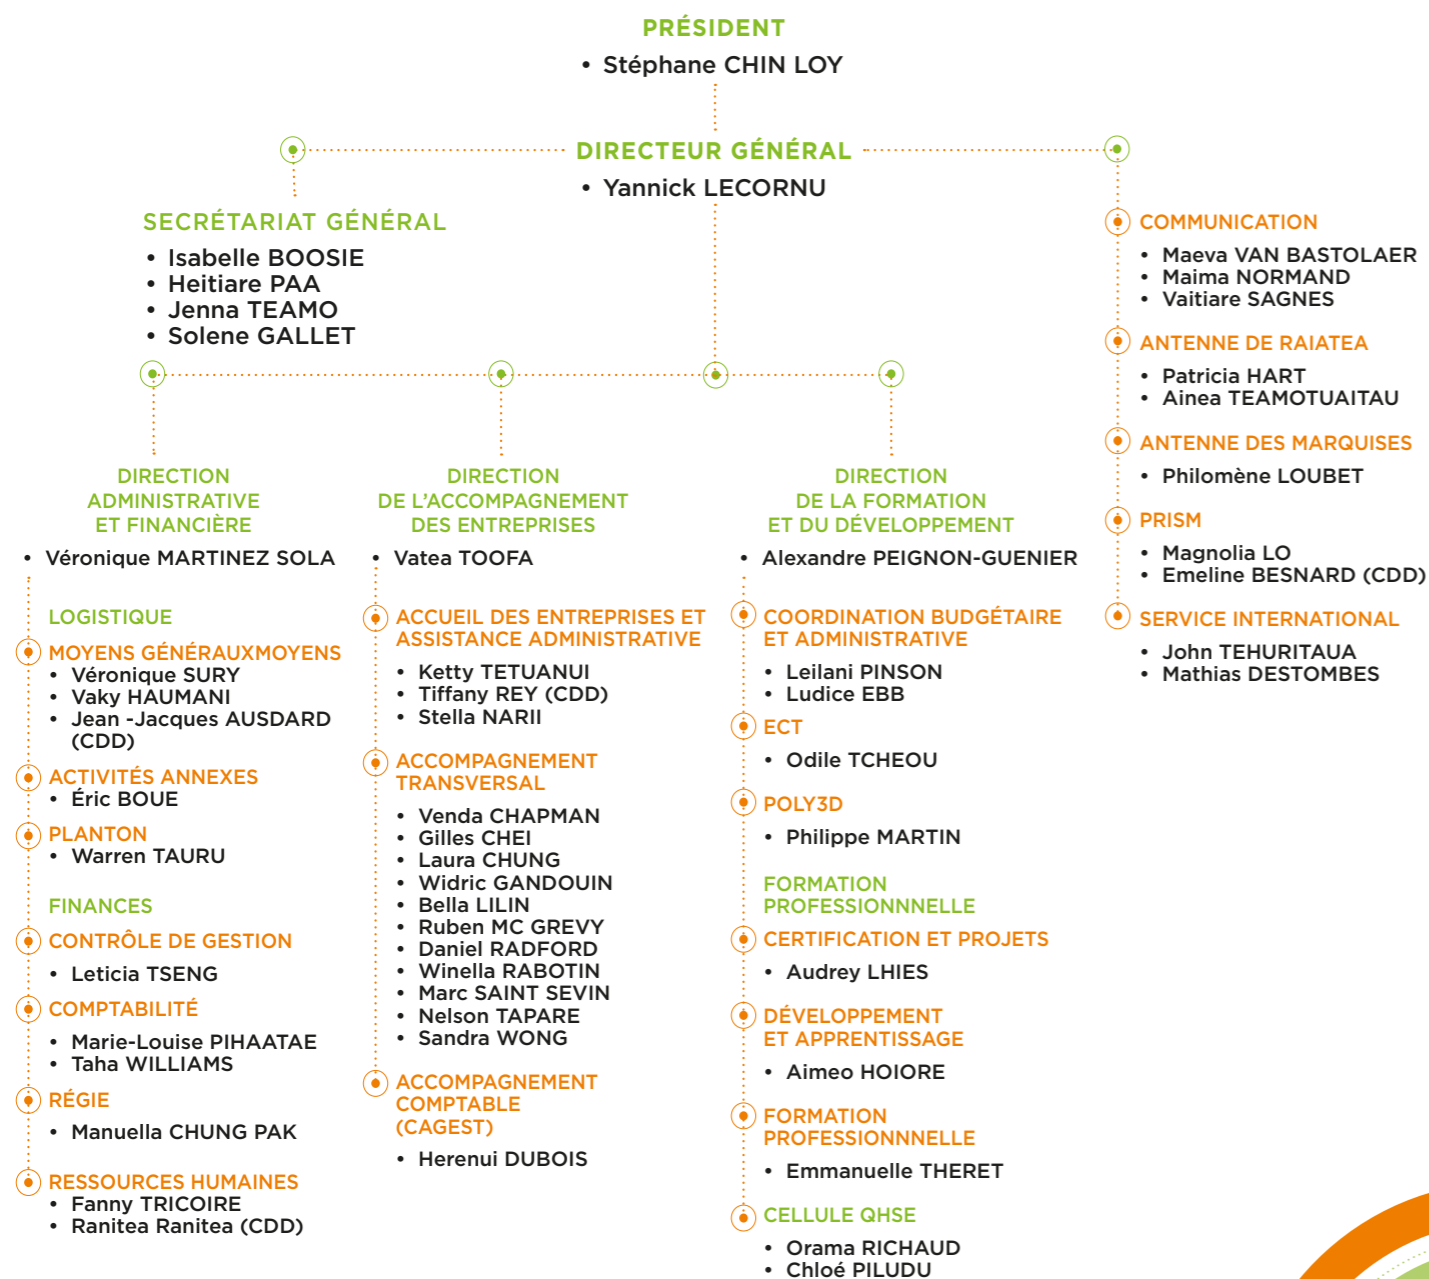 PRÉSIDENT
• Stéphane CHIN LOY
DIRECTEUR GÉNÉRAL
• Yannick LECORNU
SECRÉTARIAT GÉNÉRAL
• Isabelle BOOSIE
• Heitiare PAA
• Jenna TEAMO
• Solene GALLET
COMMUNICATION
• Maeva VAN BASTOLAER
• Maima NORMAND
• Vaitiare SAGNES
ANTENNE DE RAIATEA
• Patricia HART
• Ainea TEAMOTUAITAU
ANTENNE DES MARQUISES
• Philomène LOUBET
PRISM
• Magnolia LO
• Emeline BESNARD (CDD)
SERVICE INTERNATIONAL
• John TEHURITAUA
• Mathias DESTOMBES
DIRECTION
ADMINISTRATIVE
ET FINANCIÈRE
• Véronique MARTINEZ SOLA
LOGISTIQUE
MOYENS GÉNÉRAUXMOYENS
• Véronique SURY
• Vaky HAUMANI
• Jean -Jacques AUSDARD
(CDD)
ACTIVITÉS ANNEXES
• Éric BOUE
PLANTON
• Warren TAURU
FINANCES
CONTRÔLE DE GESTION
• Leticia TSENG
COMPTABILITÉ
• Marie-Louise PIHAATAE
• Taha WILLIAMS
RÉGIE
• Manuella CHUNG PAK
RESSOURCES HUMAINES
• Fanny TRICOIRE
• Ranitea Ranitea (CDD)
DIRECTION
DE L’ACCOMPAGNEMENT
DES ENTREPRISES
• Vatea TOOFA
ACCUEIL DES ENTREPRISES ET
ASSISTANCE ADMINISTRATIVE
• Ketty TETUANUI
• Tiffany REY (CDD)
• Stella NARII
ACCOMPAGNEMENT
TRANSVERSAL
• Venda CHAPMAN
• Gilles CHEI
• Laura CHUNG
• Widric GANDOUIN
• Bella LILIN
• Ruben MC GREVY
• Daniel RADFORD
• Winella RABOTIN
• Marc SAINT SEVIN
• Nelson TAPARE
• Sandra WONG
ACCOMPAGNEMENT
COMPTABLE
(CAGEST)
• Herenui DUBOIS
DIRECTION
DE LA FORMATION
ET DU DÉVELOPPEMENT
• Alexandre PEIGNON-GUENIER
COORDINATION BUDGÉTAIRE
ET ADMINISTRATIVE
• Leilani PINSON
• Ludice EBB
ECT
• Odile TCHEOU
POLY3D
• Philippe MARTIN
FORMATION
PROFESSIONNNELLE
CERTIFICATION ET PROJETS
• Audrey LHIES
DÉVELOPPEMENT
ET APPRENTISSAGE
• Aimeo HOIORE
FORMATION
PROFESSIONNNELLE
• Emmanuelle THERET
CELLULE QHSE
• Orama RICHAUD
• Chloé PILUDU